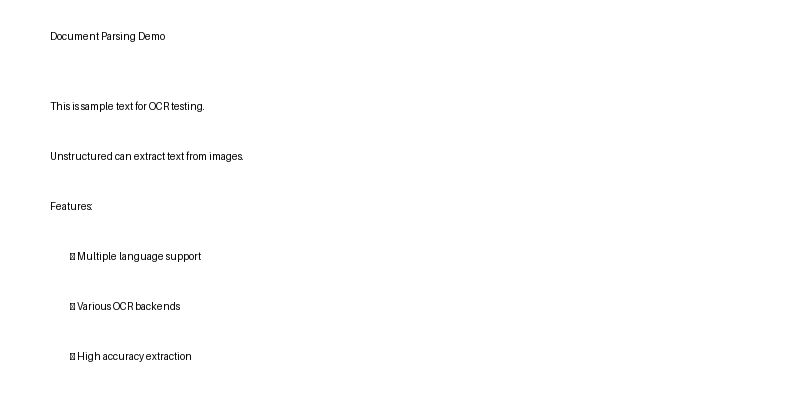 Document Parsing Demo
This is sample text for OCR testing.
Unstructured can extract text from images.
Features:
Multiple language support
Various OCR backends
High accuracy extraction